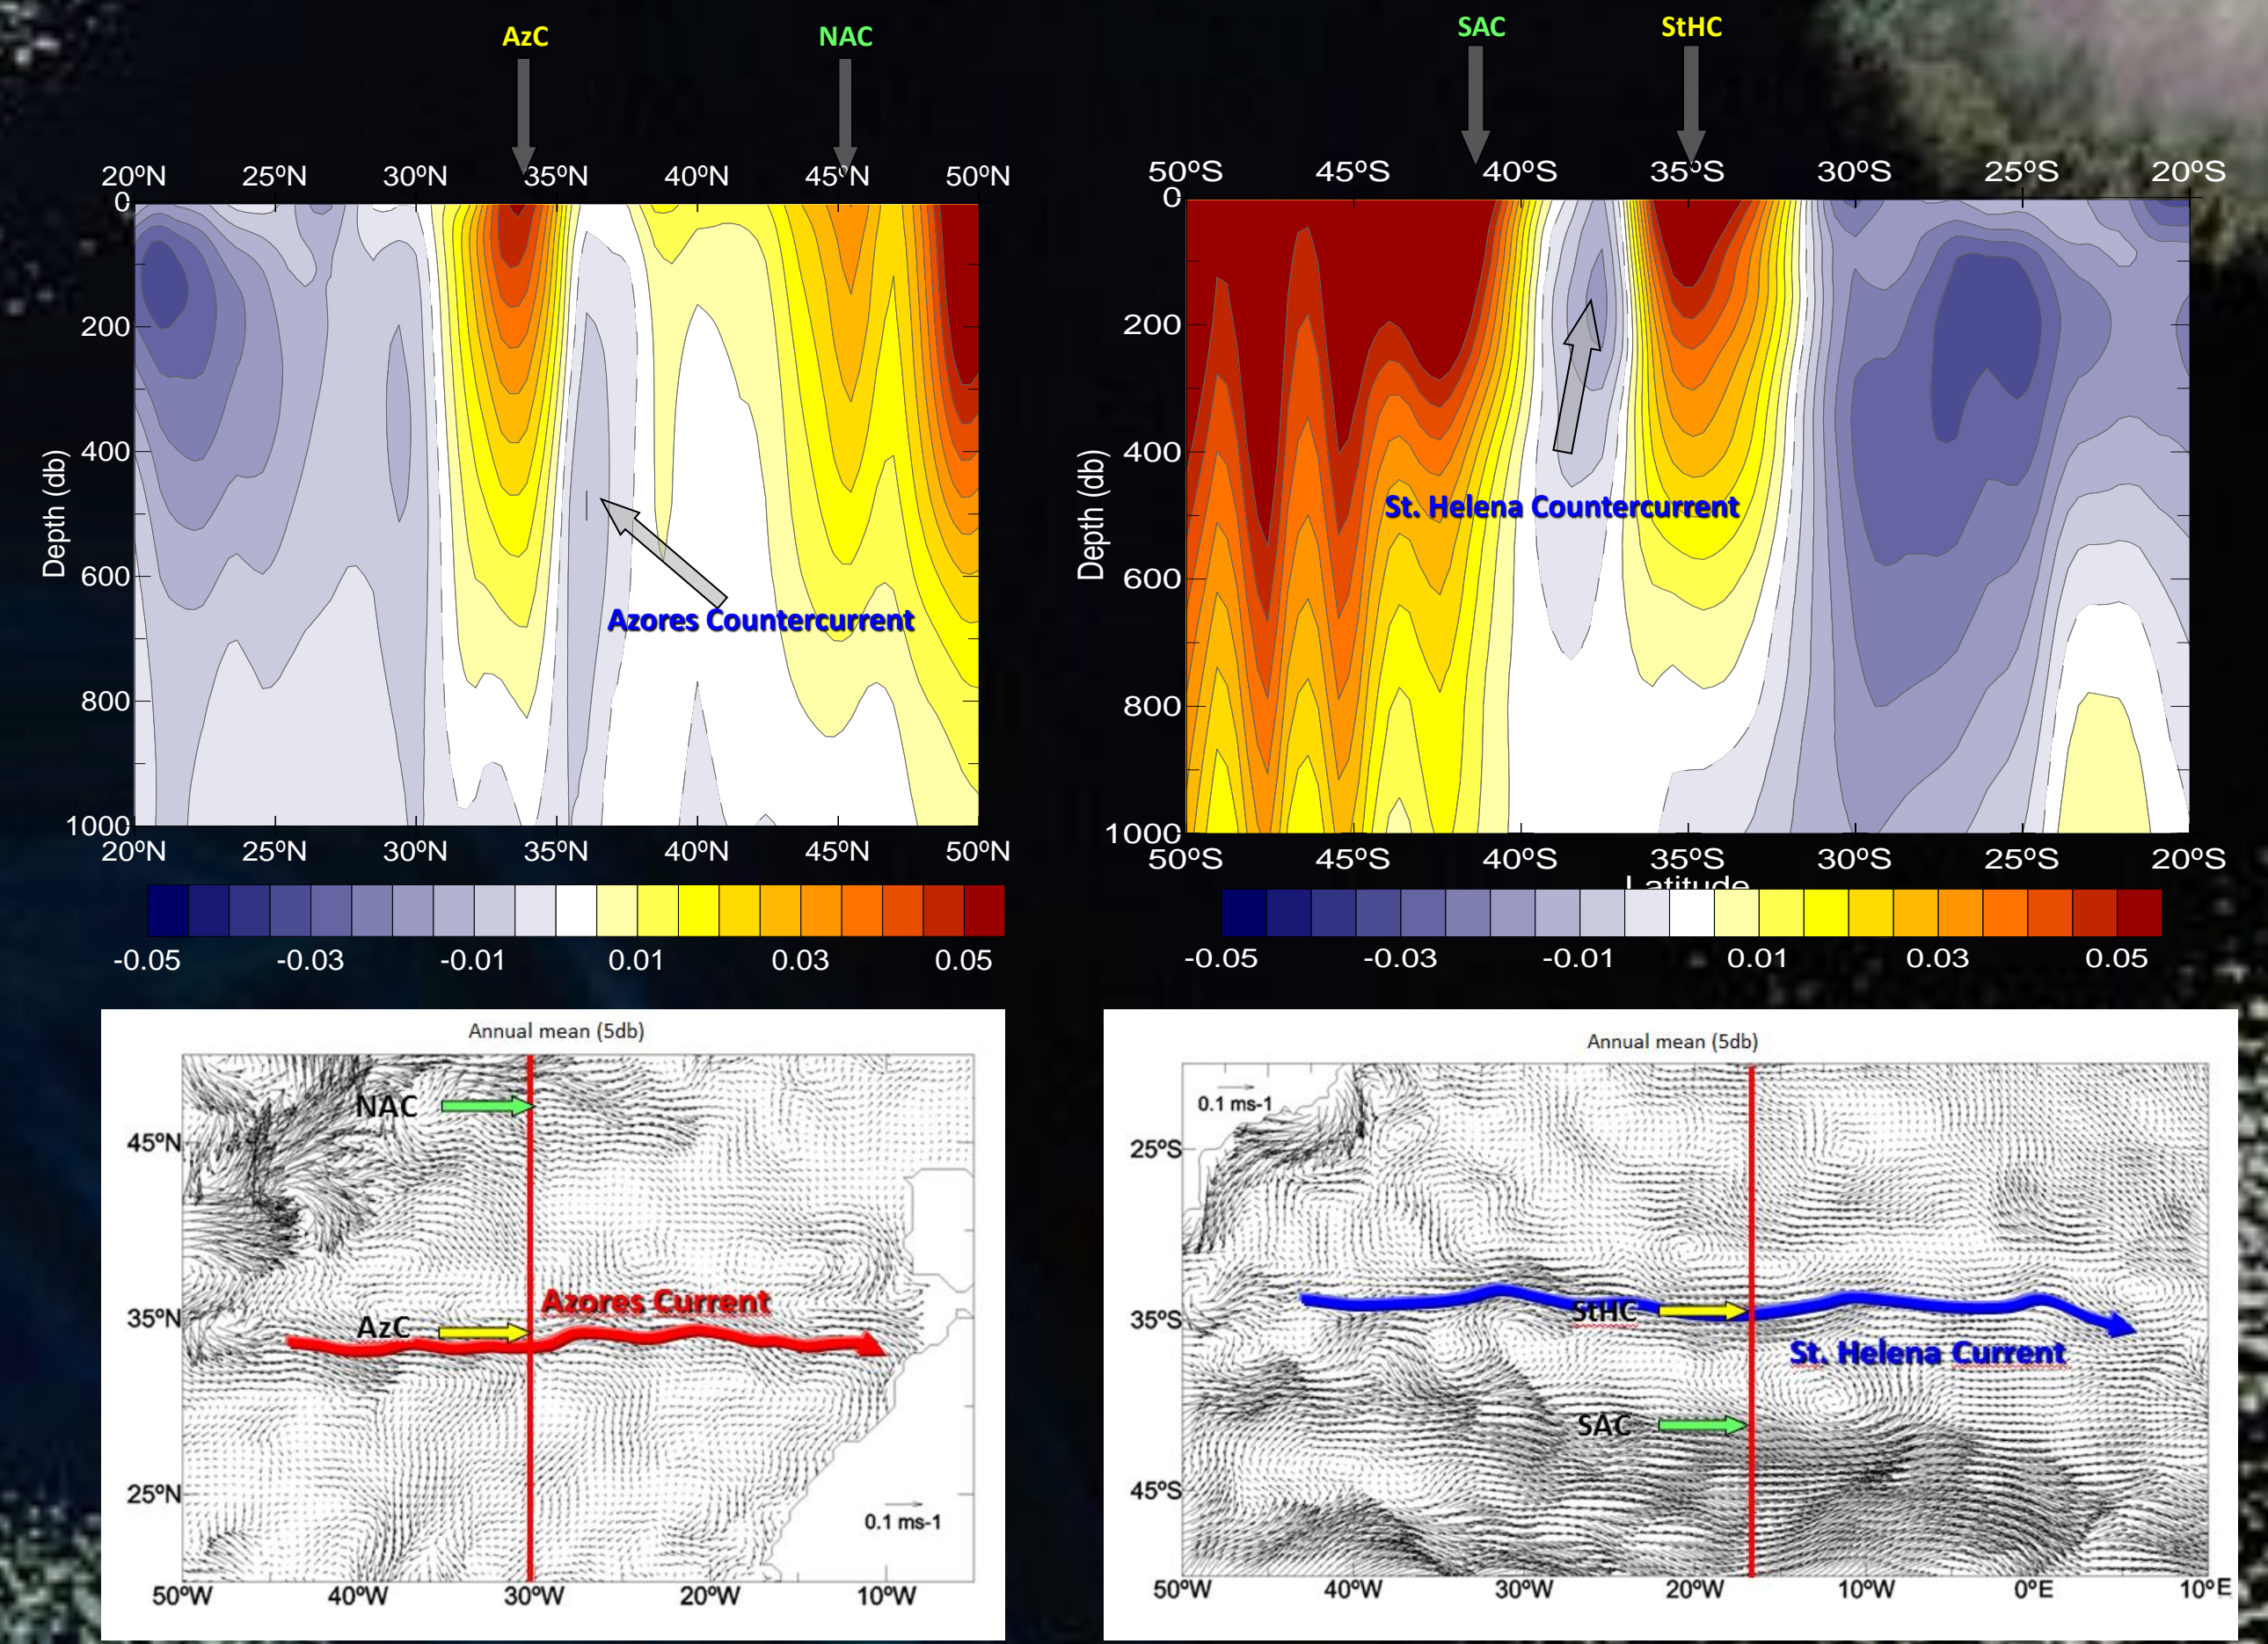 AzC NAC
20ºN 25ºN 30ºN 35ºN 40ºN 45ºN 50ºN
0
200
400
600
800
1000
Depth (db)
Azores Countercurrent
20ºN 25ºN 30ºN 35ºN 40ºN 45ºN 50ºN
-0.05 -0.03 -0.01 0.01 0.03 0.05
SAC StHC
50ºS 45ºS 40ºS 35ºS 30ºS 25ºS 20ºS
0
200
400
600
800
1000
Depth (db)
St. Helena Countercurrent
50ºS 45ºS 40ºS 35ºS 30ºS 25ºS 20ºS
Latitude
-0.05 -0.03 -0.01 0.01 0.03 0.05
Annual mean (5db)
NAC
45ºN
Azores Current
35ºN
AzC
25ºN
0.1 ms-1
50ºW 40ºW 30ºW 20ºW 10ºW
Annual mean (5db)
0.1 ms-1
25ºS
StHC
35ºS
St. Helena Current
SAC
45ºS
50ºW 40ºW 30ºW 20ºW 10ºW 0ºE 10ºE